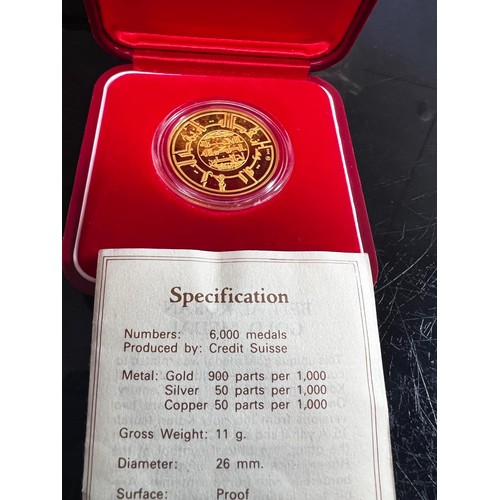 Specification
Numbers: 6,000 medals
Produced by: Credit Suisse
Metal: Gold 900 parts per 1,000
Silver 50 parts per 1,000
Copper 50 parts per 1,000
Gross Weight: 11 g.
Diameter: 26 mm.
Surface: Proof